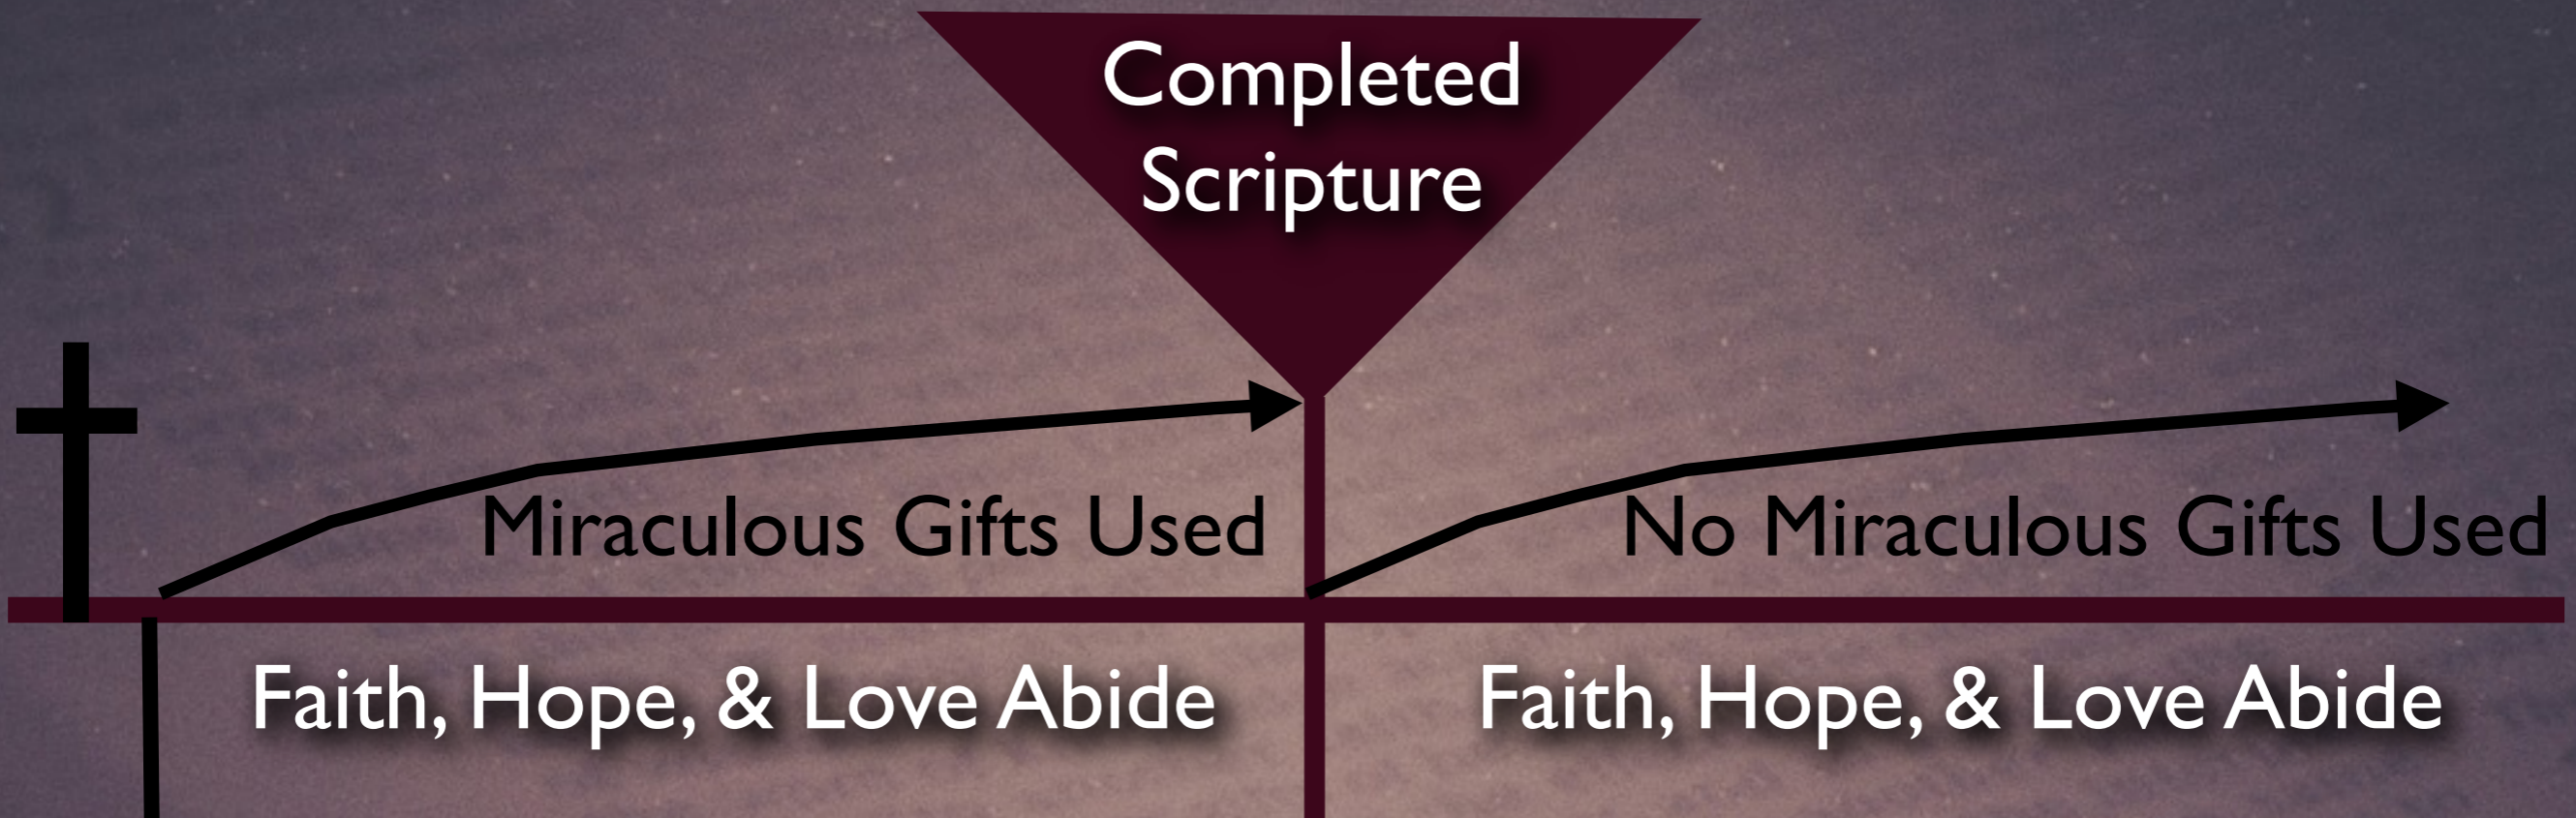 Completed
Scripture
Miraculous Gifts Used
No Miraculous Gifts Used
Faith, Hope, & Love Abide
Faith, Hope, & Love Abide